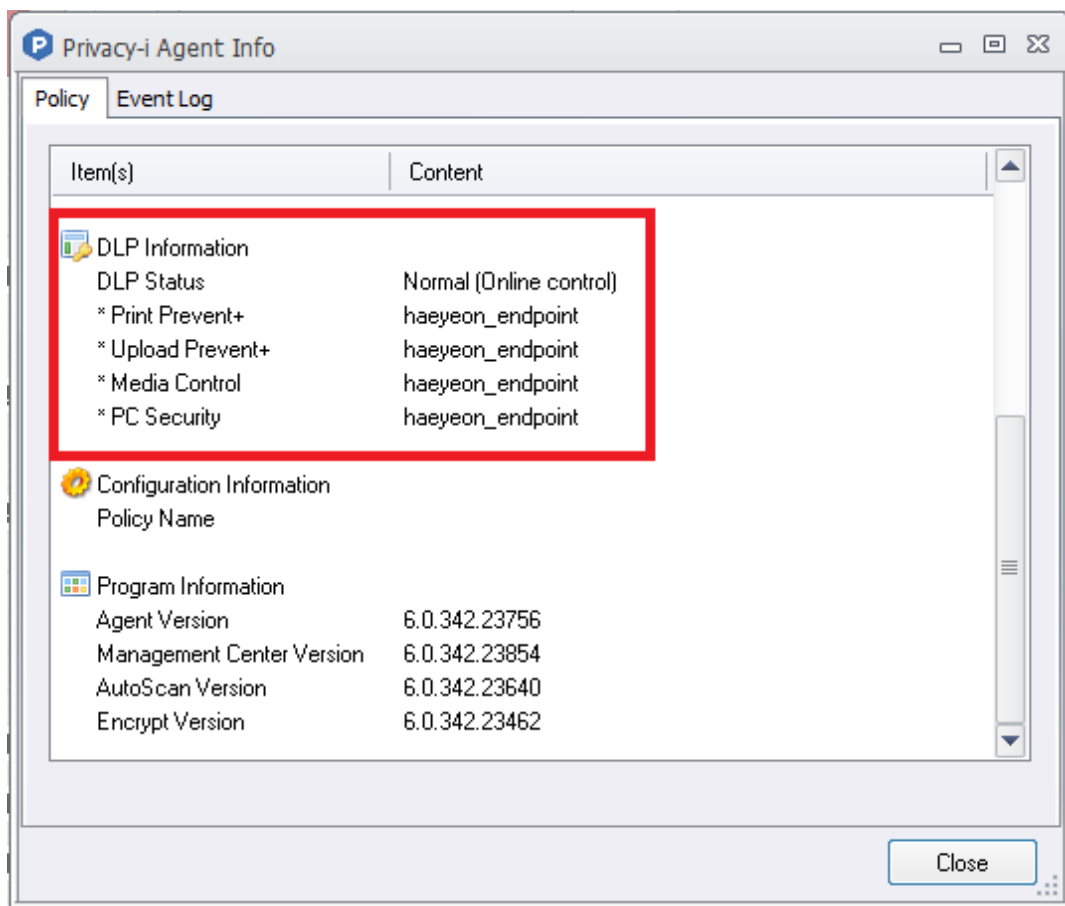 Privacy-i Agent Info
Policy Event Log
Item(s) Content
DLP Information
DLP Status Normal (Online control)
* Print Prevent+ haeyeon_endpoint
* Upload Prevent+ haeyeon_endpoint
* Media Control haeyeon_endpoint
* PC Security haeyeon_endpoint
Configuration Information
Policy Name
Program Information
Agent Version 6.0.342.23756
Management Center Version 6.0.342.23854
AutoScan Version 6.0.342.23640
Encrypt Version 6.0.342.23462
Close